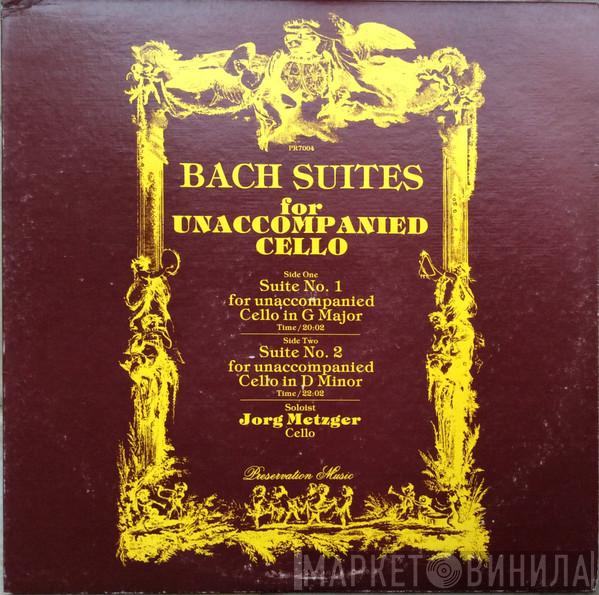 PR7004
BACH SUITES
for
UNACCOMPANIED
CELLO
Side One
Suite No. 1
for unaccompanied
Cello in G Major
Time/20:02
Side Two
Suite No. 2
for unaccompanied
Cello in D Minor
Time/22:02
Soloist
Jorg Metzger
Cello
Preservation Music
МАРКЕТ ВИНИЛА